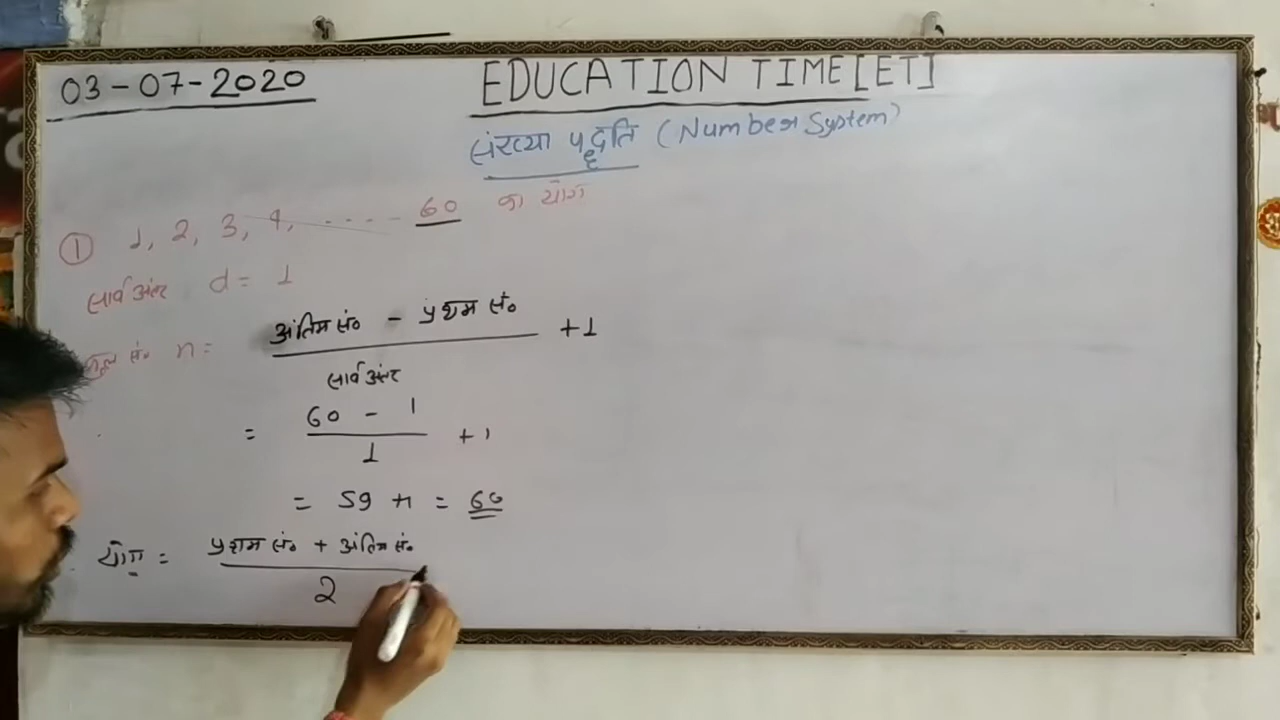 03-07-2020
EDUCATION TIME[ET]
संख्या पद्धति (Number System)
① 1, 2, 3, 4, ---- 60 का योग
सार्व अंतर d = 1
कुल सं० n =
अंतिम सं० - प्रथम सं० +1
सार्व अंतर
= 60 - 1 + 1
1
= 59 + 1 = 60
योग = प्रथम सं० + अंतिम सं०
2